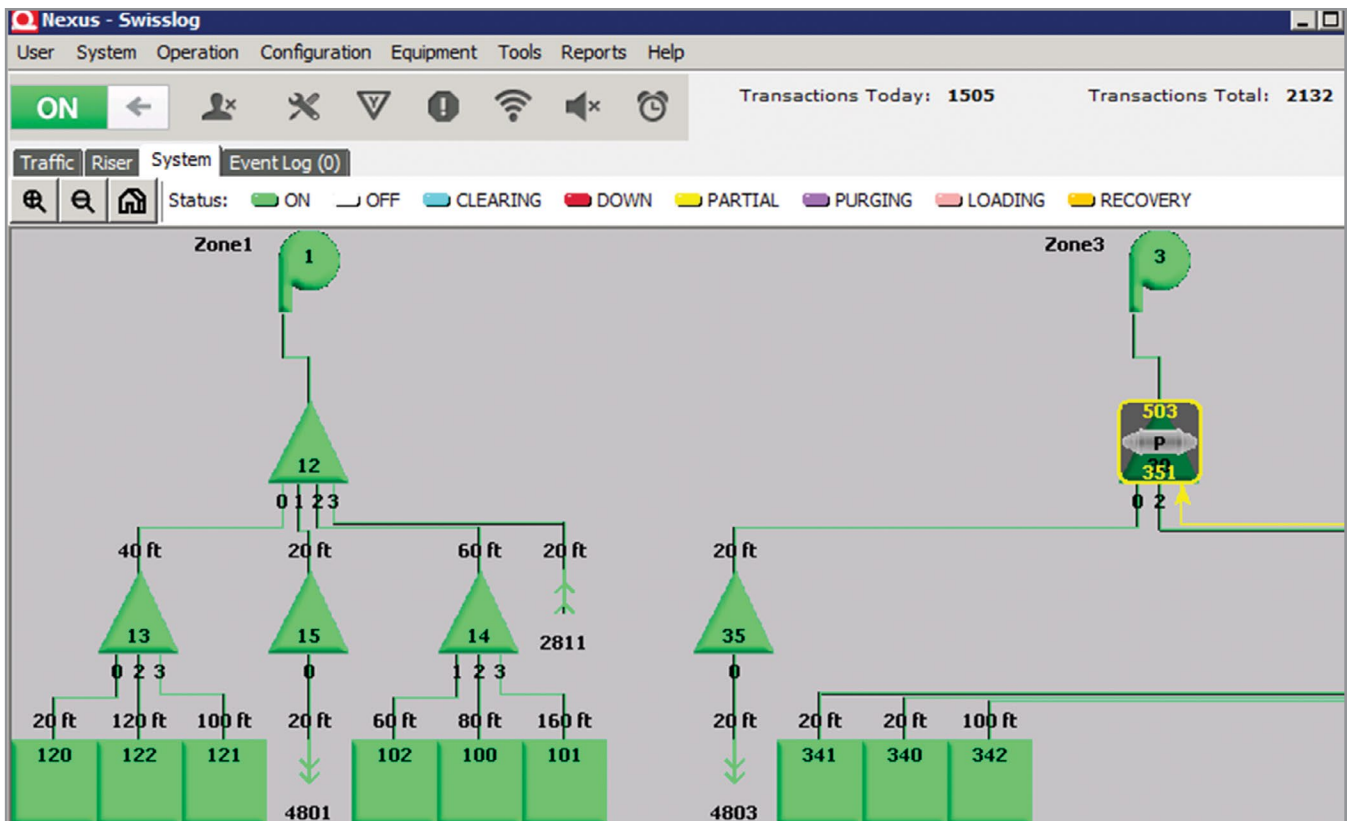 Nexus - Swisslog
User System Operation Configuration Equipment Tools Reports Help
ON Y Transactions Today: 1505 Transactions Total: 2132
Traffic Riser System Event Log (0)
Status: ON OFF CLEARING DOWN PARTIAL PURGING LOADING RECOVERY
Zone1 1 Zone3 3
503
P
12 351
0 1 2 3 0 2
40 ft 20 ft 60 ft 20 ft 20 ft
13 15 14 2811 35
0 2 3 0 1 2 3 0
20 ft 120 ft 100 ft 20 ft 60 ft 80 ft 160 ft 20 ft 20 ft 20 ft 100 ft
120 122 121 102 100 101 341 340 342
4801 4803